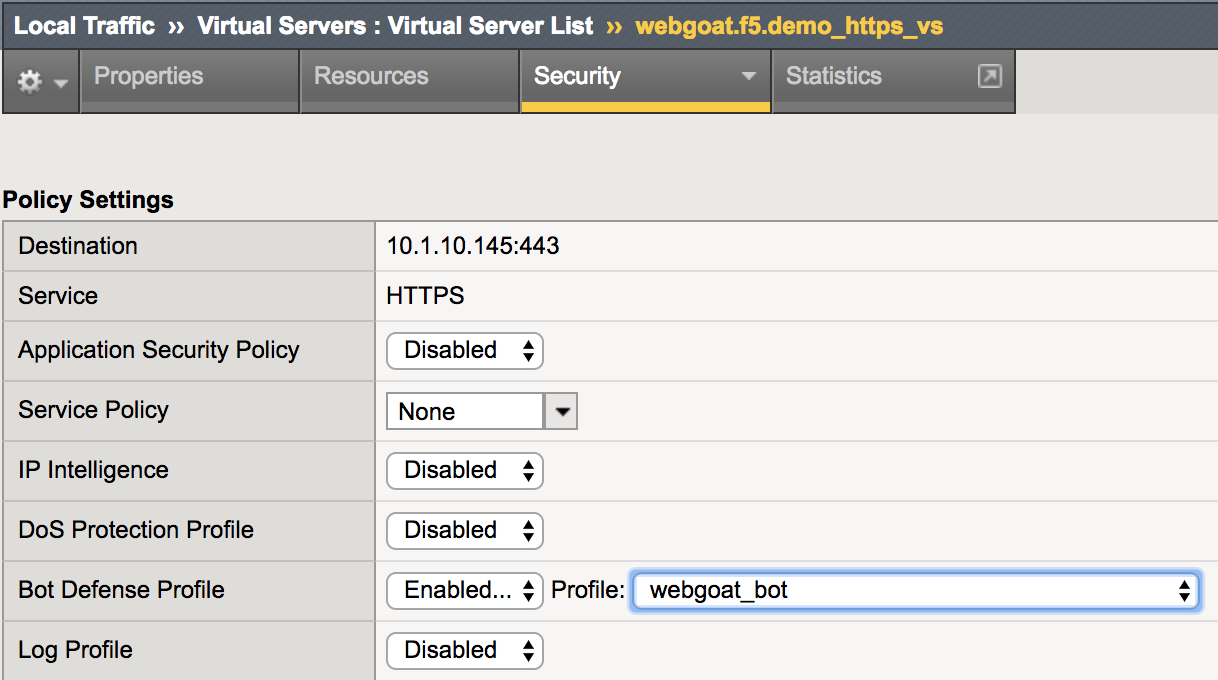 Local Traffic ›› Virtual Servers : Virtual Server List ›› webgoat.f5.demo_https_vs
Properties Resources Security Statistics
Policy Settings
Destination 10.1.10.145:443
Service HTTPS
Application Security Policy Disabled
Service Policy None
IP Intelligence Disabled
DoS Protection Profile Disabled
Bot Defense Profile Enabled... Profile: webgoat_bot
Log Profile Disabled